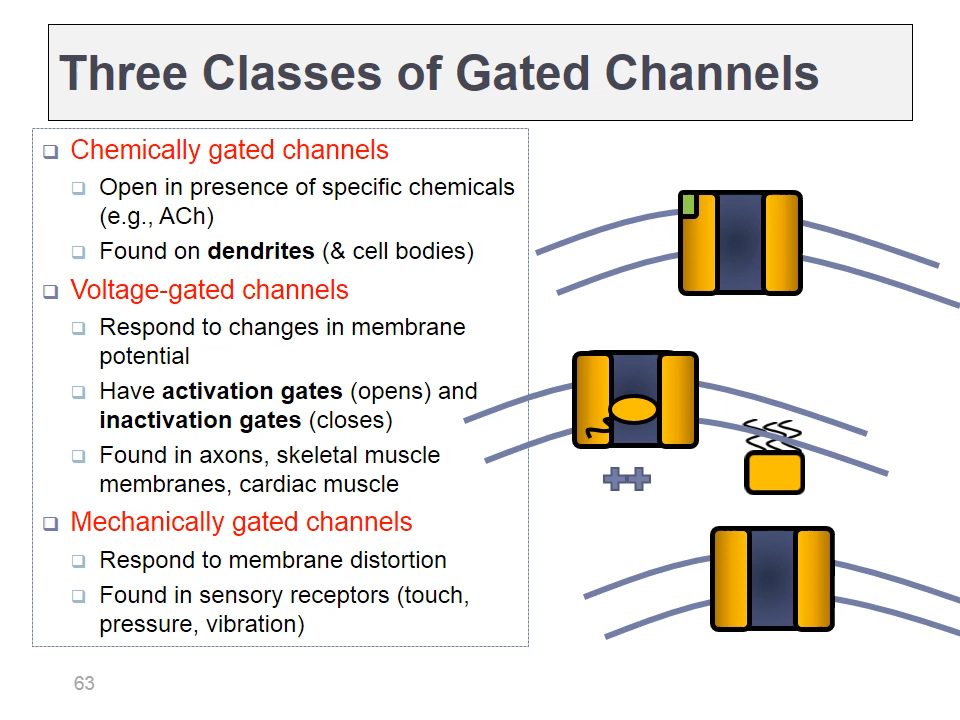 Three Classes of Gated Channels
Chemically gated channels
Open in presence of specific chemicals
(e.g., ACh)
Found on dendrites (& cell bodies)
Voltage-gated channels
Respond to changes in membrane
potential
Have activation gates (opens) and
inactivation gates (closes)
Found in axons, skeletal muscle
membranes, cardiac muscle
Mechanically gated channels
Respond to membrane distortion
Found in sensory receptors (touch,
pressure, vibration)
63